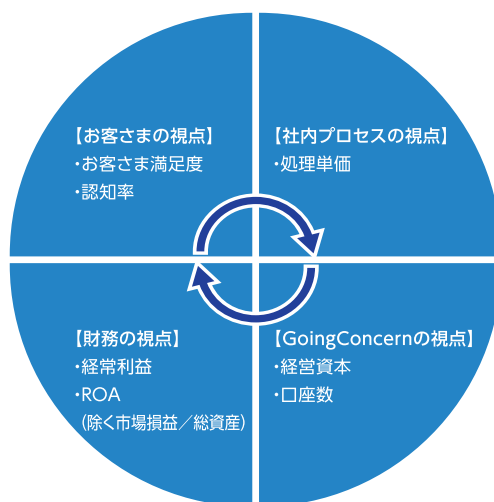 【お客さまの視点】
・お客さま満足度
・認知率
【社内プロセスの視点】
・処理単価
【財務の視点】
・経常利益
・ROA
(除く市場損益／総資産)
【GoingConcernの視点】
・経営資本
・口座数